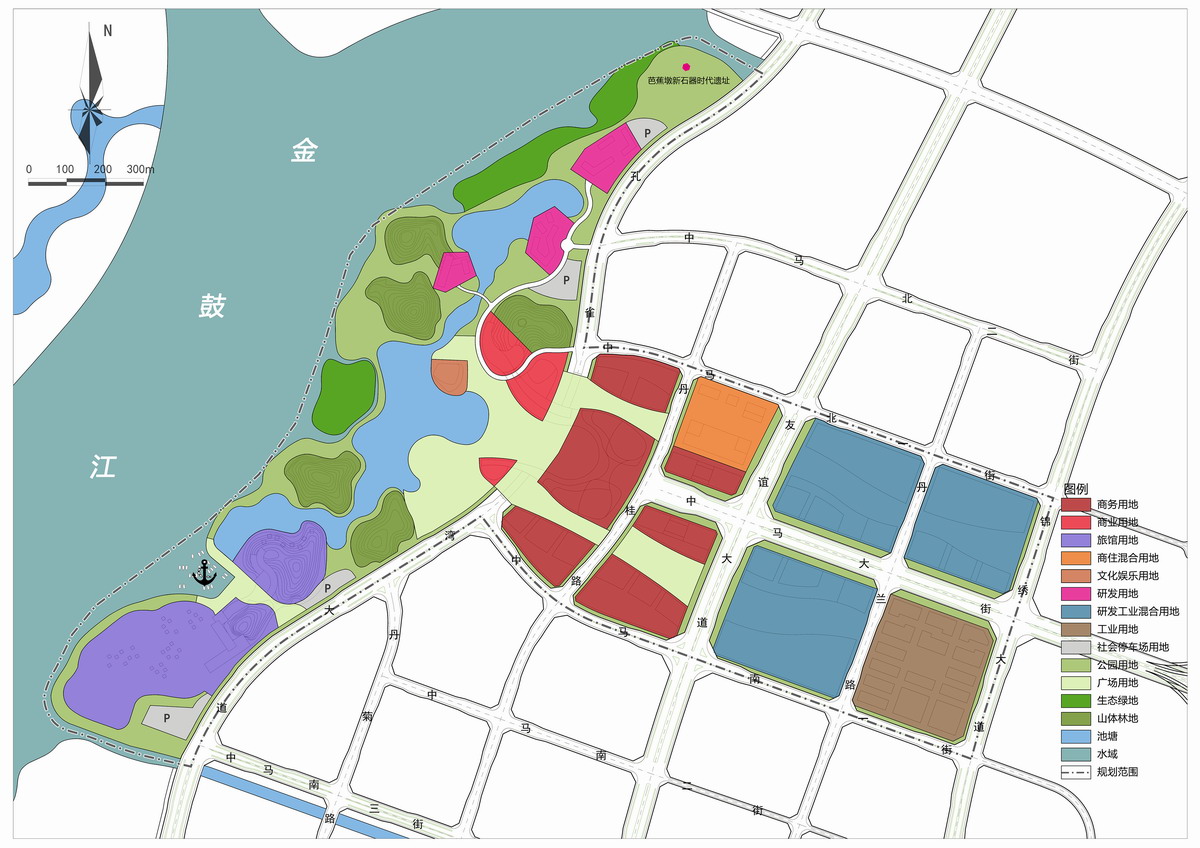 N
0 100 200 300m
金
鼓
江
芭蕉墩新石器时代遗址
P
P
P
P
孔
雀
湾
大
道
中
马
北
二
街
中
马
北
一
街
丹
桂
路
友
谊
大
道
中
马
大
街
丹
兰
路
锦
绣
大
道
中
马
南
一
街
丹
菊
路
中
马
南
二
街
中
马
南
三
街
图例
商务用地
商业用地
旅馆用地
商住混合用地
文化娱乐用地
研发用地
研发工业混合用地
工业用地
社会停车场用地
公园用地
广场用地
生态绿地
山体林地
池塘
水域
规划范围